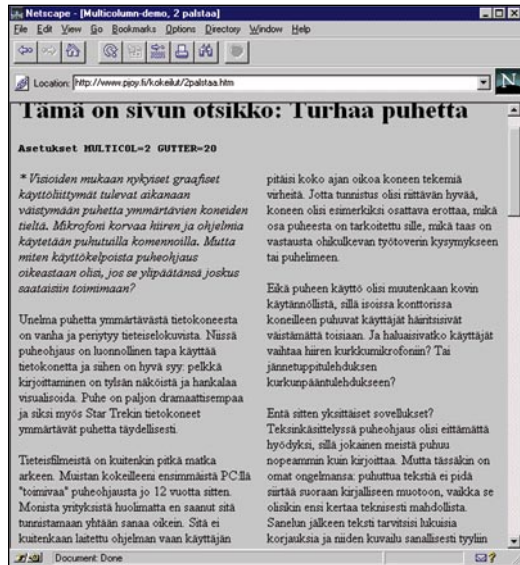 Netscape - [Multicolumn-demo, 2 palstaa]
File Edit View Go Bookmarks Options Directory Window Help
Location: http://www.pjoy.fi/kokeilut/2palstaa.htm
N
Tämä on sivun otsikko: Turhaa puhetta
Asetukset MULTICOL=2 GUTTER=20
* Visioiden mukaan nykyiset graafiset
käyttöliittymät tulevat aikanaan
väistymään puhetta ymmärtävien koneiden
tieltä. Mikrofoni korvaa hiiren ja ohjelmia
käytetään puhutuilla komennoilla. Mutta
miten käyttökelpoista puheohjaus
oikeastaan olisi, jos se ylipäätänsä joskus
saataisiin toimimaan?
Unelma puhetta ymmärtävästä tietokoneesta
on vanha ja periytyy tieteiselokuvista. Niissä
puheohjaus on luonnollinen tapa käyttää
tietokonetta ja siihen on hyvä syy: pelkkä
kirjoittaminen on tylsän näköistä ja hankalaa
visualisoida. Puhe on paljon dramaattisempaa
ja siksi myös Star Trekin tietokoneet
ymmärtävät puhetta täydellisesti.
Tieteisfilmeistä on kuitenkin pitkä matka
arkeen. Muistan kokeilleeni ensimmäistä PC:llä
"toimivaa" puheohjausta jo 12 vuotta sitten.
Monista yrityksistä huolimatta en saanut sitä
tunnistamaan yhtään sanaa oikein. Sitä ei
kuitenkaan laitettu ohjelman vaan käyttäjän
pitäisi koko ajan oikoa koneen tekemiä
virheitä. Jotta tunnistus olisi riittävän hyvää,
koneen olisi esimerkiksi osattava erottaa, mikä
osa puheesta on tarkoitettu sille, mikä taas on
vastausta ohikulkevan työtoverin kysymykseen
tai puhelimeen.
Eikä puheen käyttö olisi muutenkaan kovin
käytännöllistä, sillä isoissa konttorissa
koneilleen puhuvat käyttäjät häiritsisivät
väistämättä toisiaan. Ja haluaisivatko käyttäjät
vaihtaa hiiren kurkkumikrofoniin? Tai
jännetuppitulehduksen
kurkunpääntulehdukseen?
Entä sitten yksittäiset sovellukset?
Tekstinkäsittelyssä puheohjaus olisi eittämättä
hyödyksi, sillä jokainen meistä puhuu
nopeammin kuin kirjoittaa. Mutta tässäkin on
omat ongelmansa: puhuttua tekstiä ei pidä
siirtää suoraan kirjalliseen muotoon, vaikka se
olisikin ensi kertaa teknisesti mahdollista.
Sanelun jälkeen teksti tarvitsisi lukuisia
korjauksia ja niiden kuvailu sanallisesti tyyliin
Document: Done